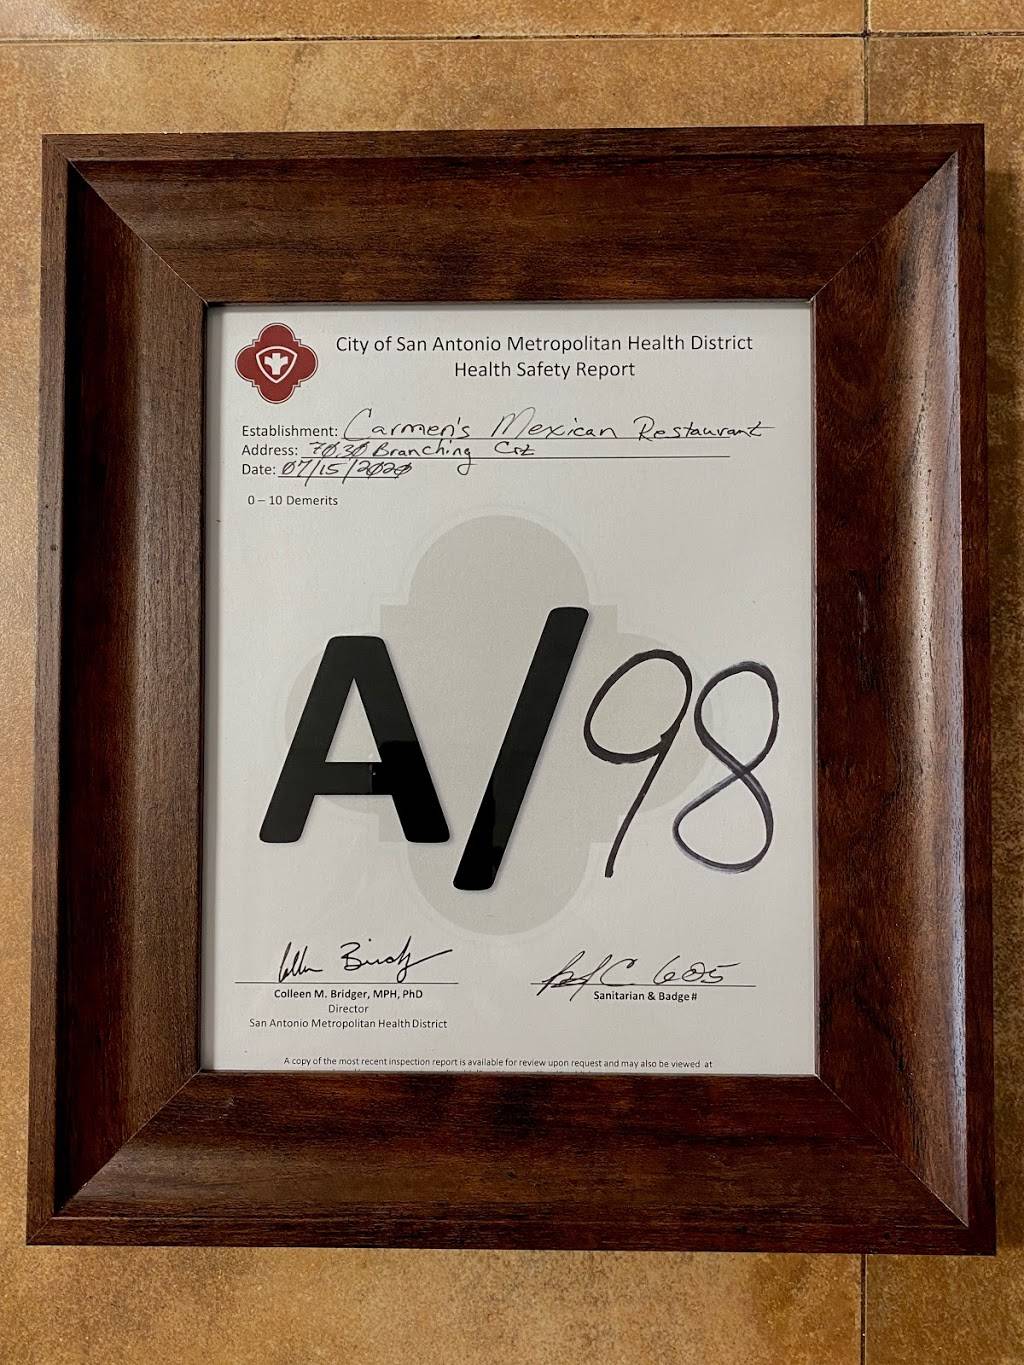 City of San Antonio Metropolitan Health District
Health Safety Report
Establishment: Carmen's Mexican Restaurant
Address: 7030 Branching Crt
Date: 07/15/2020
0 – 10 Demerits
A/98
605
Colleen M. Bridger, MPH, PhD
Sanitarian & Badge#
Director
San Antonio Metropolitan Health District
A copy of the most recent inspection report is available for review upon request and may also be viewed at